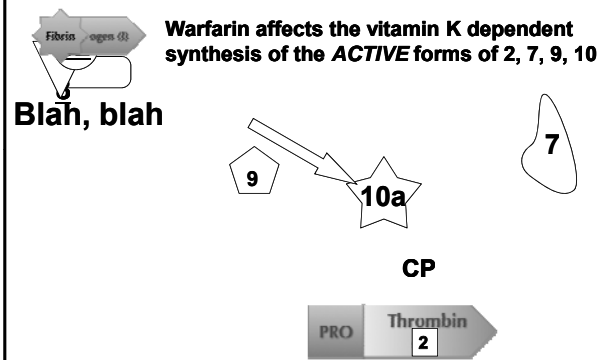 Fibrin ogen (1)
Warfarin affects the vitamin K dependent
synthesis of the ACTIVE forms of 2, 7, 9, 10
Blah, blah
7
9
10a
CP
PRO Thrombin
2